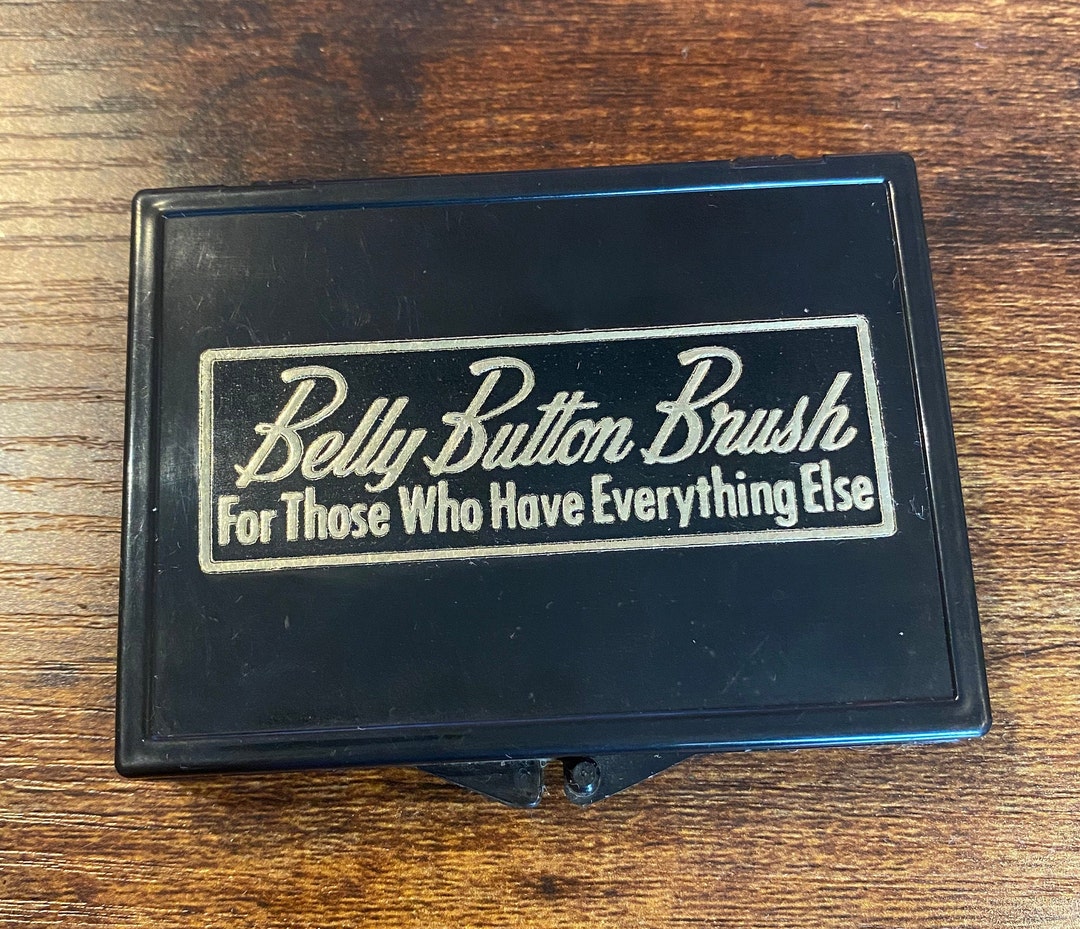 Belly Button Brush
For Those Who Have Everything Else